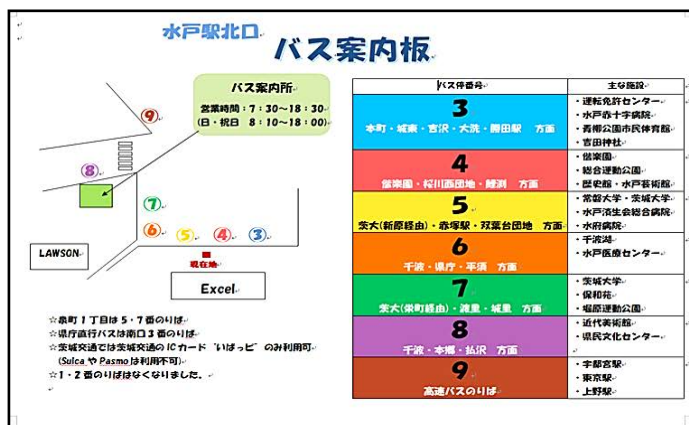 水戸駅北口
バス案内板
バス案内所
営業時間:7:30~18:30
(日・祝日 8:10~18:00)
⑨
⑧
⑦
⑥ ⑤ ④ ③
現在地
LAWSON
Excel
☆泉町1丁目は5・7番のりば
☆県庁直行バスは南口3番のりば
☆茨城交通では茨城交通のICカード“いばっピ”のみ利用可
(SuicaやPasmoは利用不可)
☆1・2番のりばはなくなりました。
バス停番号 主な施設
3
本町・城東・吉沢・大洗・勝田駅 方面
・運転免許センター
・水戸赤十字病院
・青柳公園市民体育館
・吉田神社
4
偕楽園・桜川西団地・鯉渕 方面
・偕楽園
・総合運動公園
・歴史館・水戸芸術館
5
茨大(新原経由)・赤塚駅・双葉台団地 方面
・常磐大学・茨城大学
・水戸済生会総合病院
・水府病院
6
千波・県庁・平須 方面
・千波湖
・水戸医療センター
7
茨大(栄町経由)・渡里・城里 方面
・茨城大学
・保和苑
・堀原運動公園
8
千波・本郷・払沢 方面
・近代美術館
・県民文化センター
9
高速バスのりば
・宇都宮駅
・東京駅
・上野駅